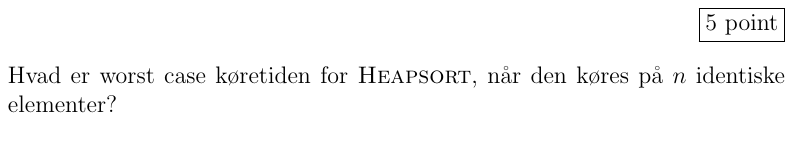 5 point
Hvad er worst case køretiden for HEAPSORT, når den køres på n identiske
elementer?